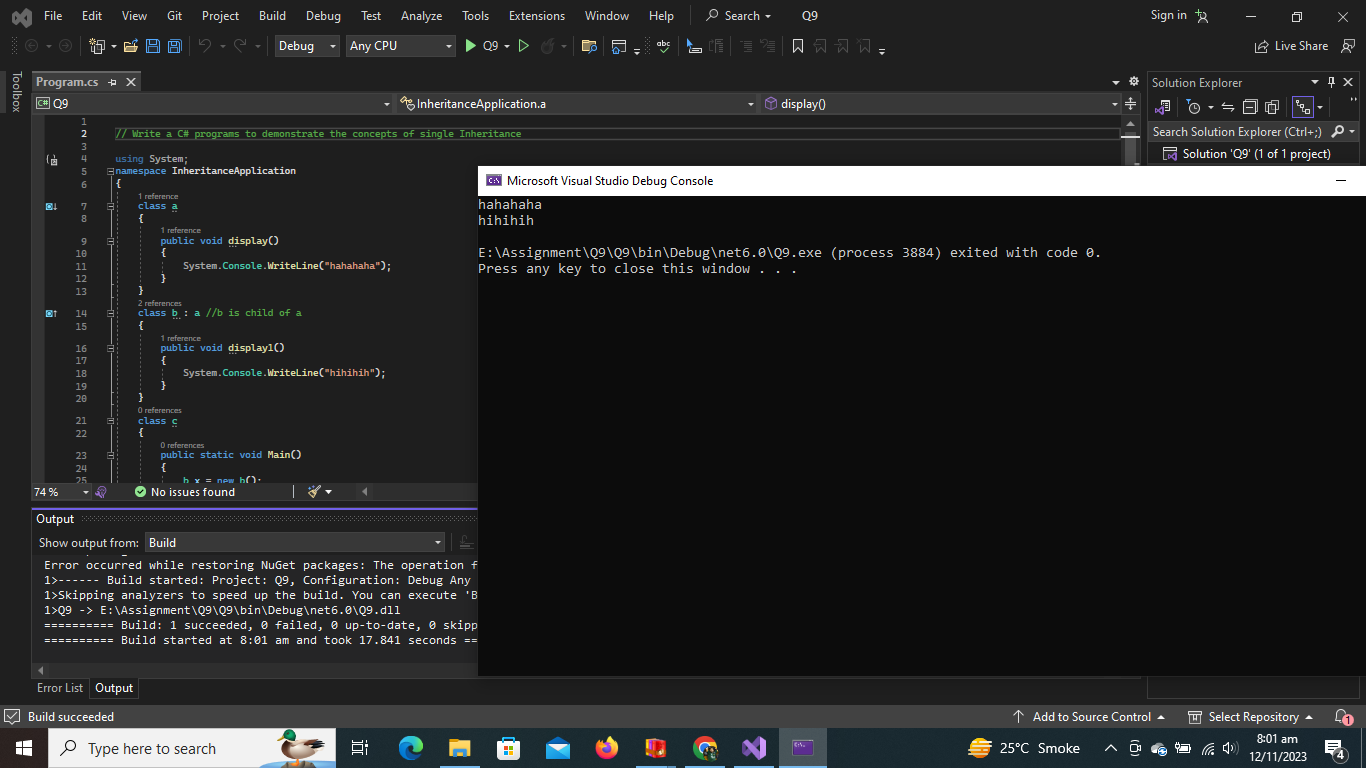 File Edit View Git Project Build Debug Test Analyze Tools Extensions Window Help Search Q9 Sign in
Debug Any CPU Q9 Live Share
Toolbox
Program.cs
Q9 InheritanceApplication.a display()
1
2 // Write a C# programs to demonstrate the concepts of single Inheritance
3
4 using System;
5 namespace InheritanceApplication
6 {
1 reference
7 class a
8 {
1 reference
9 public void display()
10 {
11 System.Console.WriteLine("hahahaha");
12 }
13 }
2 references
14 class b : a //b is child of a
15 {
1 reference
16 public void display1()
17 {
18 System.Console.WriteLine("hihihih");
19 }
20 }
0 references
21 class c
22 {
0 references
23 public static void Main()
24 {
25 b x = new b();
74 % No issues found
Solution Explorer
Search Solution Explorer (Ctrl+;)
Solution 'Q9' (1 of 1 project)
Microsoft Visual Studio Debug Console
hahahaha
hihihih
E:\Assignment\Q9\Q9\bin\Debug\net6.0\Q9.exe (process 3884) exited with code 0.
Press any key to close this window . . .
Output
Show output from: Build
Error occurred while restoring NuGet packages: The operation f
1>------ Build started: Project: Q9, Configuration: Debug Any
1>Skipping analyzers to speed up the build. You can execute 'B
1>Q9 -> E:\Assignment\Q9\Q9\bin\Debug\net6.0\Q9.dll
========== Build: 1 succeeded, 0 failed, 0 up-to-date, 0 skipp
========== Build started at 8:01 am and took 17.841 seconds ==
Error List Output
Build succeeded Add to Source Control Select Repository 1
Type here to search 25°C Smoke 8:01 am
12/11/2023 4